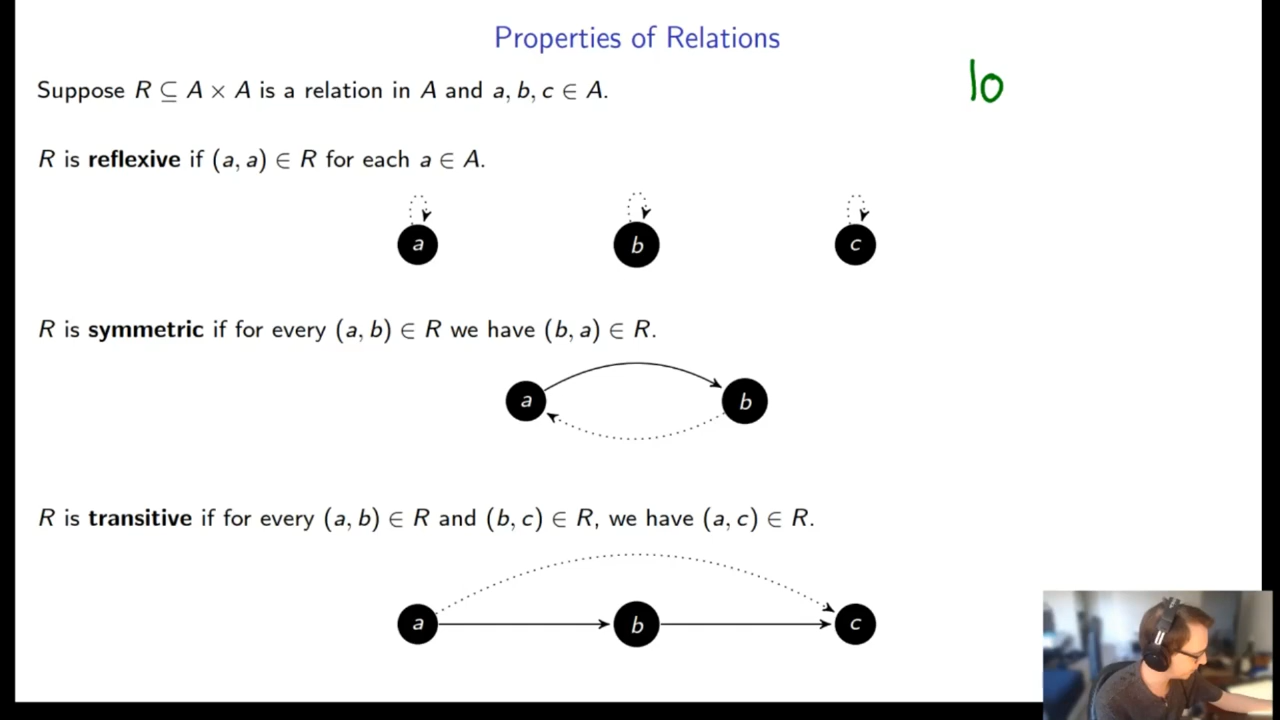 Properties of Relations
Suppose R ⊆ A × A is a relation in A and a, b, c ∈ A.
lo
R is reflexive if (a, a) ∈ R for each a ∈ A.
a b c
R is symmetric if for every (a, b) ∈ R we have (b, a) ∈ R.
a b
R is transitive if for every (a, b) ∈ R and (b, c) ∈ R, we have (a, c) ∈ R.
a b c